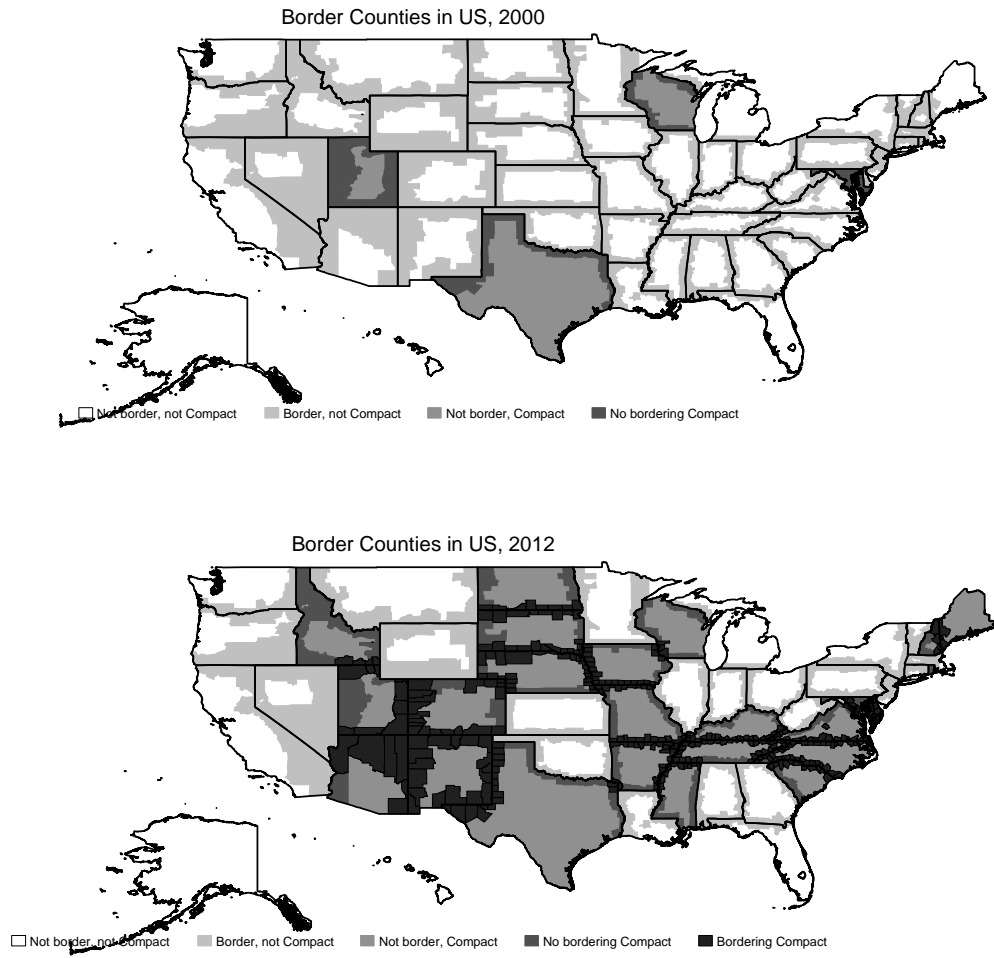 Border Counties in US, 2000
Not border, not Compact Border, not Compact Not border, Compact No bordering Compact
Border Counties in US, 2012
Not border, not Compact Border, not Compact Not border, Compact No bordering Compact Bordering Compact